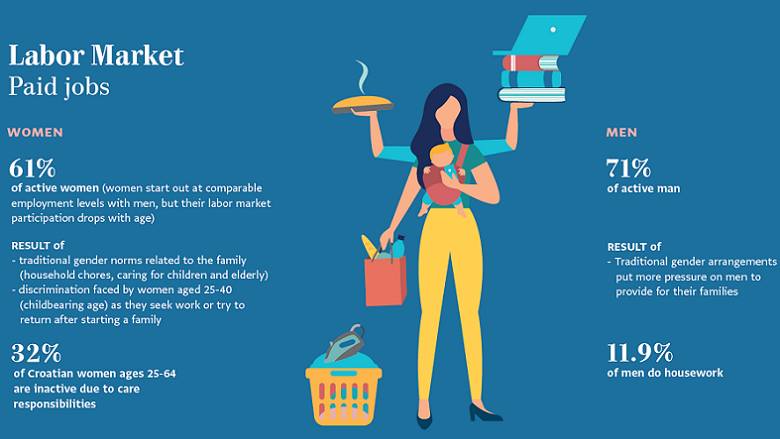 Labor Market
Paid jobs
WOMEN
61%
of active women (women start out at comparable
employment levels with men, but their labor market
participation drops with age)
RESULT of
- traditional gender norms related to the family
(household chores, caring for children and elderly)
- discrimination faced by women aged 25-40
(childbearing age) as they seek work or try to
return after starting a family
32%
of Croatian women ages 25-64
are inactive due to care
responsibilities
MEN
71%
of active man
RESULT of
- Traditional gender arrangements
put more pressure on men to
provide for their families
11.9%
of men do housework